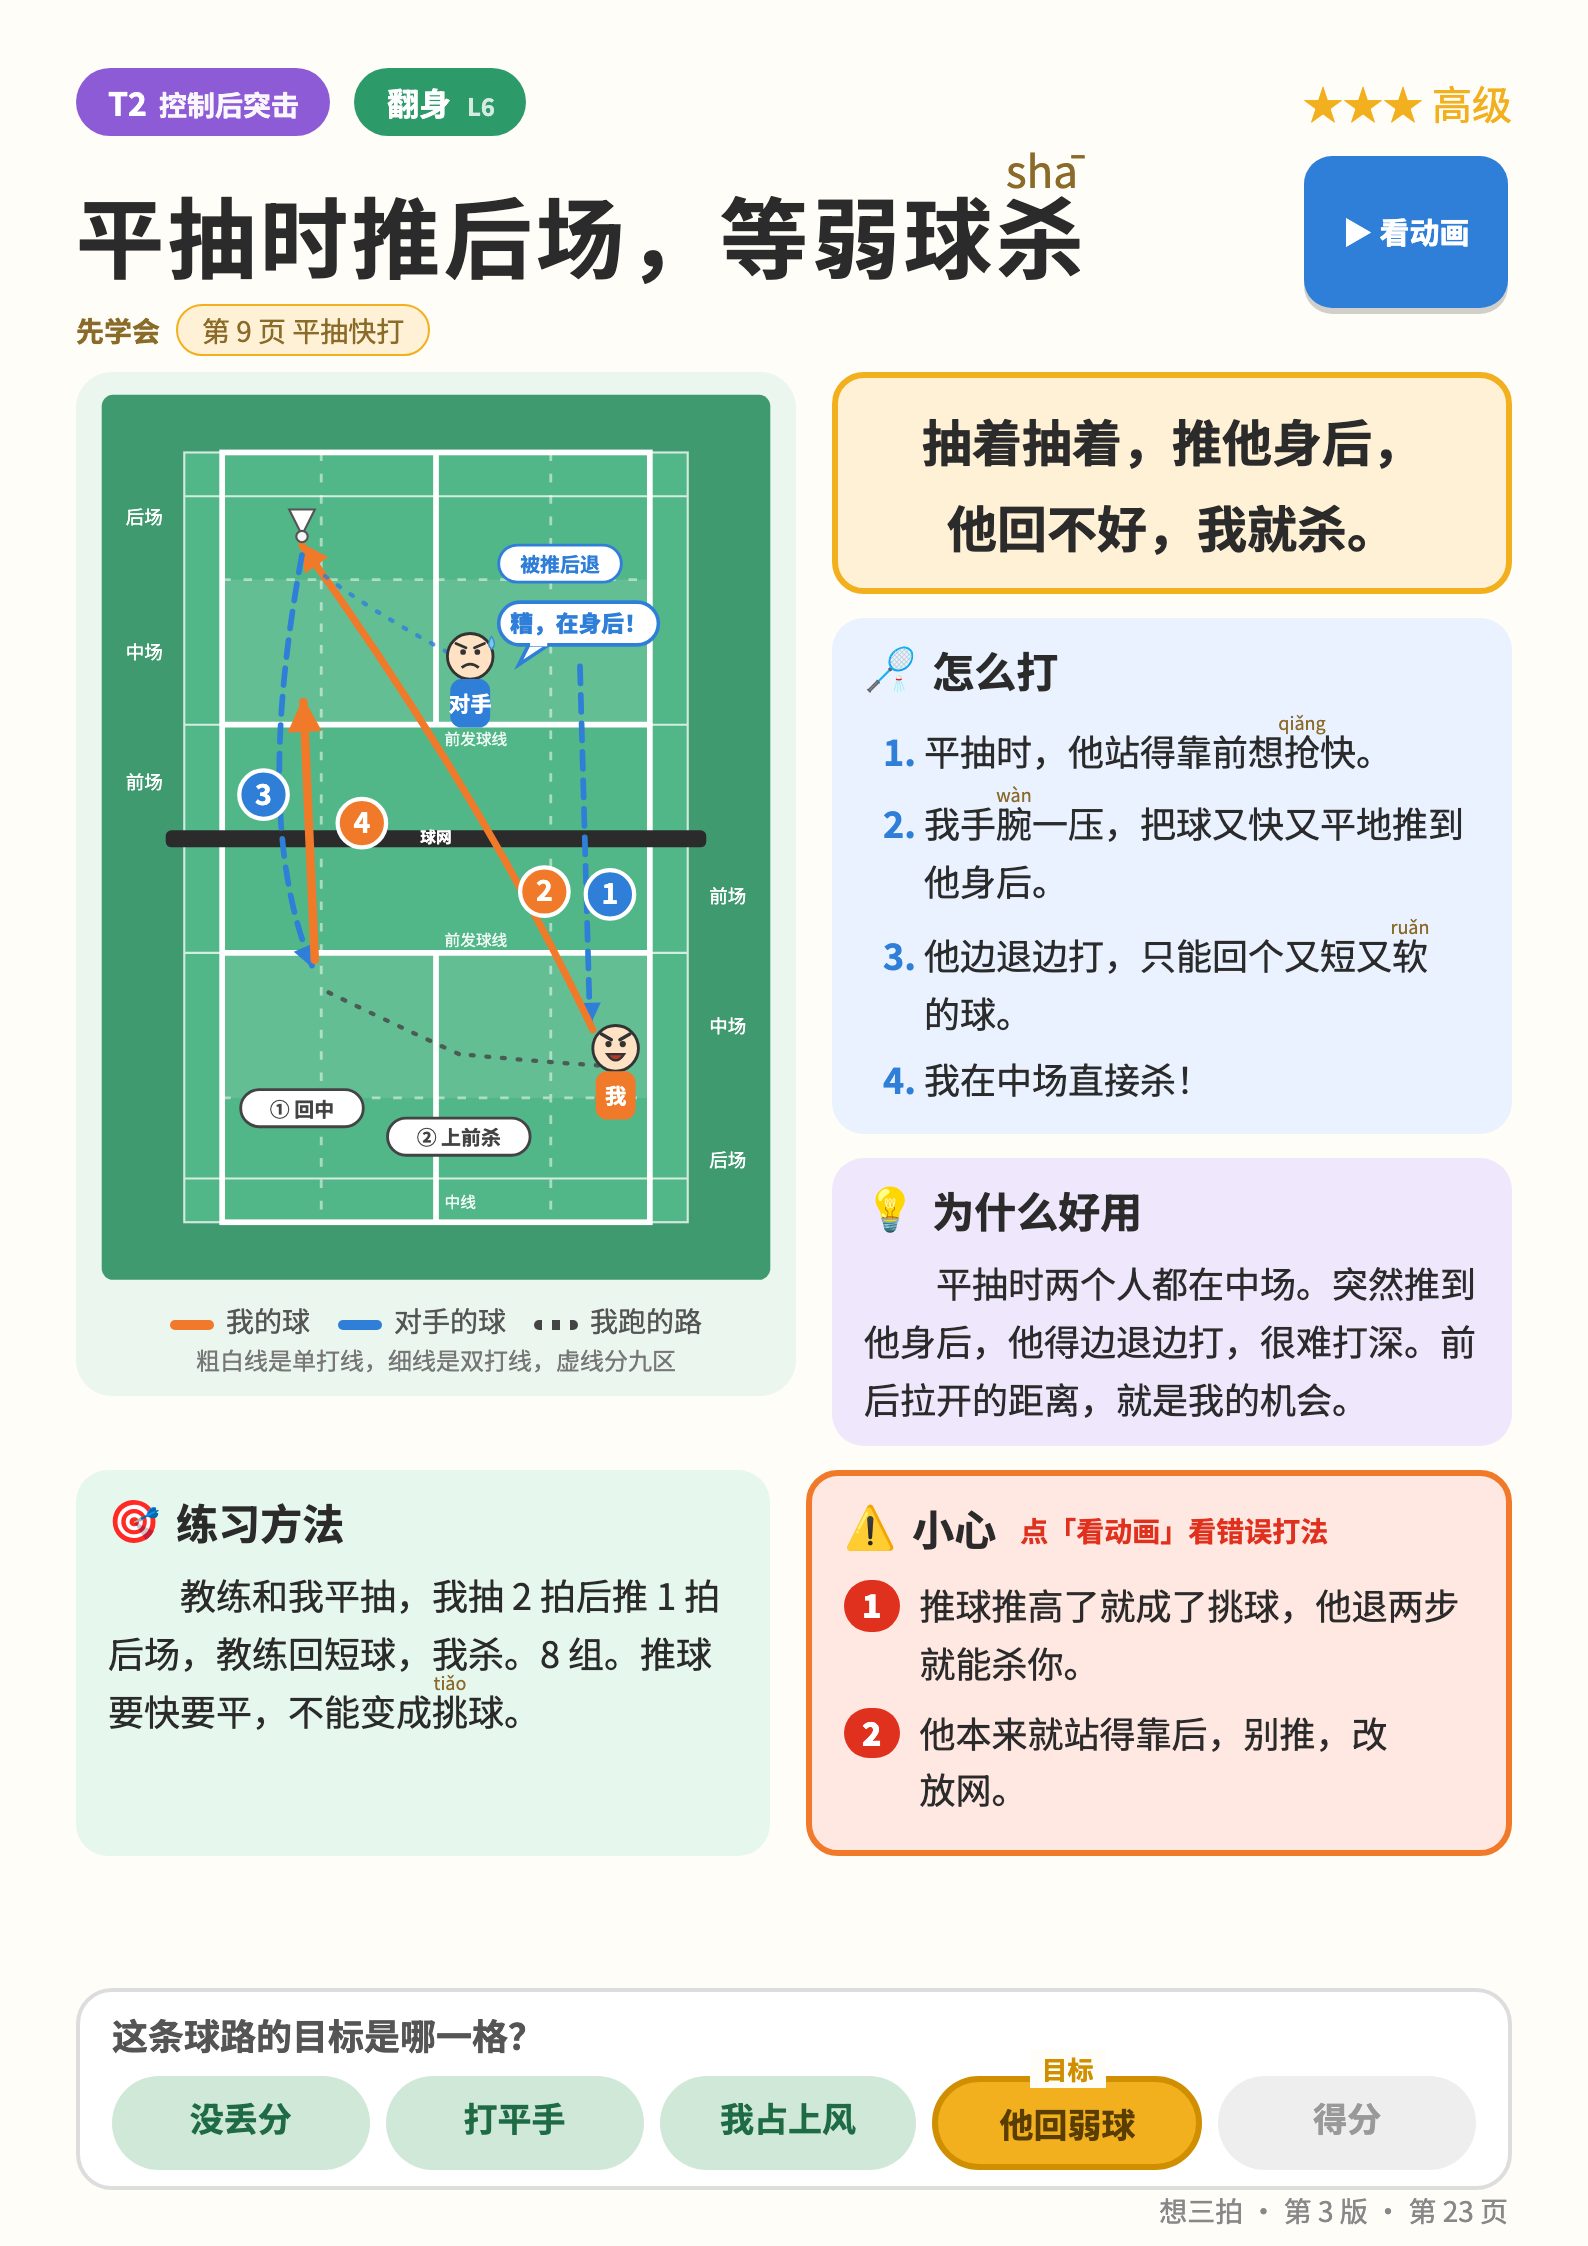 T2 控制后突击
翻身 L6
★★★ 高级
shā
平抽时推后场，等弱球杀
▶ 看动画
先学会 第 9 页 平抽快打
后场
被推后退
糟，在身后！
中场
对手
前发球线
前场
3
4
球网
2
1
前场
前发球线
中场
我
① 回中
② 上前杀
后场
中线
我的球 对手的球 我跑的路
粗白线是单打线，细线是双打线，虚线分九区
抽着抽着，推他身后，
他回不好，我就杀。
怎么打
qiǎng
1. 平抽时，他站得靠前想抢快。
wàn
2. 我手腕一压，把球又快又平地推到
他身后。
ruǎn
3. 他边退边打，只能回个又短又软
的球。
4. 我在中场直接杀！
为什么好用
平抽时两个人都在中场。突然推到
他身后，他得边退边打，很难打深。前
后拉开的距离，就是我的机会。
练习方法
教练和我平抽，我抽 2 拍后推 1 拍
后场，教练回短球，我杀。8 组。推球
tiǎo
要快要平，不能变成挑球。
小心 点「看动画」看错误打法
1 推球推高了就成了挑球，他退两步
就能杀你。
2 他本来就站得靠后，别推，改
放网。
这条球路的目标是哪一格？
目标
没丢分 打平手 我占上风 他回弱球 得分
想三拍 · 第 3 版 · 第 23 页